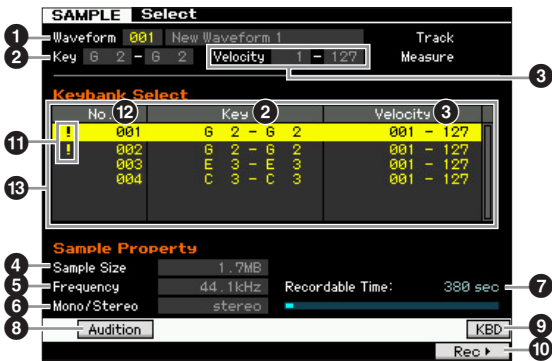 SAMPLE Select
1 Waveform 001 New Waveform 1 Track
2 Key G 2 - G 2 Velocity 1 - 127 Measure
3
Keybank Select
No. 12 Key 2 Velocity 3
11 ! 001 G 2 - G 2 001 - 127
! 002 G 2 - G 2 001 - 127
003 E 3 - E 3 001 - 127
13 004 C 3 - C 3 001 - 127
Sample Property
4 Sample Size 1.7MB
5 Frequency 44.1kHz Recordable Time: 380 sec 7
6 Mono/Stereo stereo
8 Audition KBD 9
Rec 10